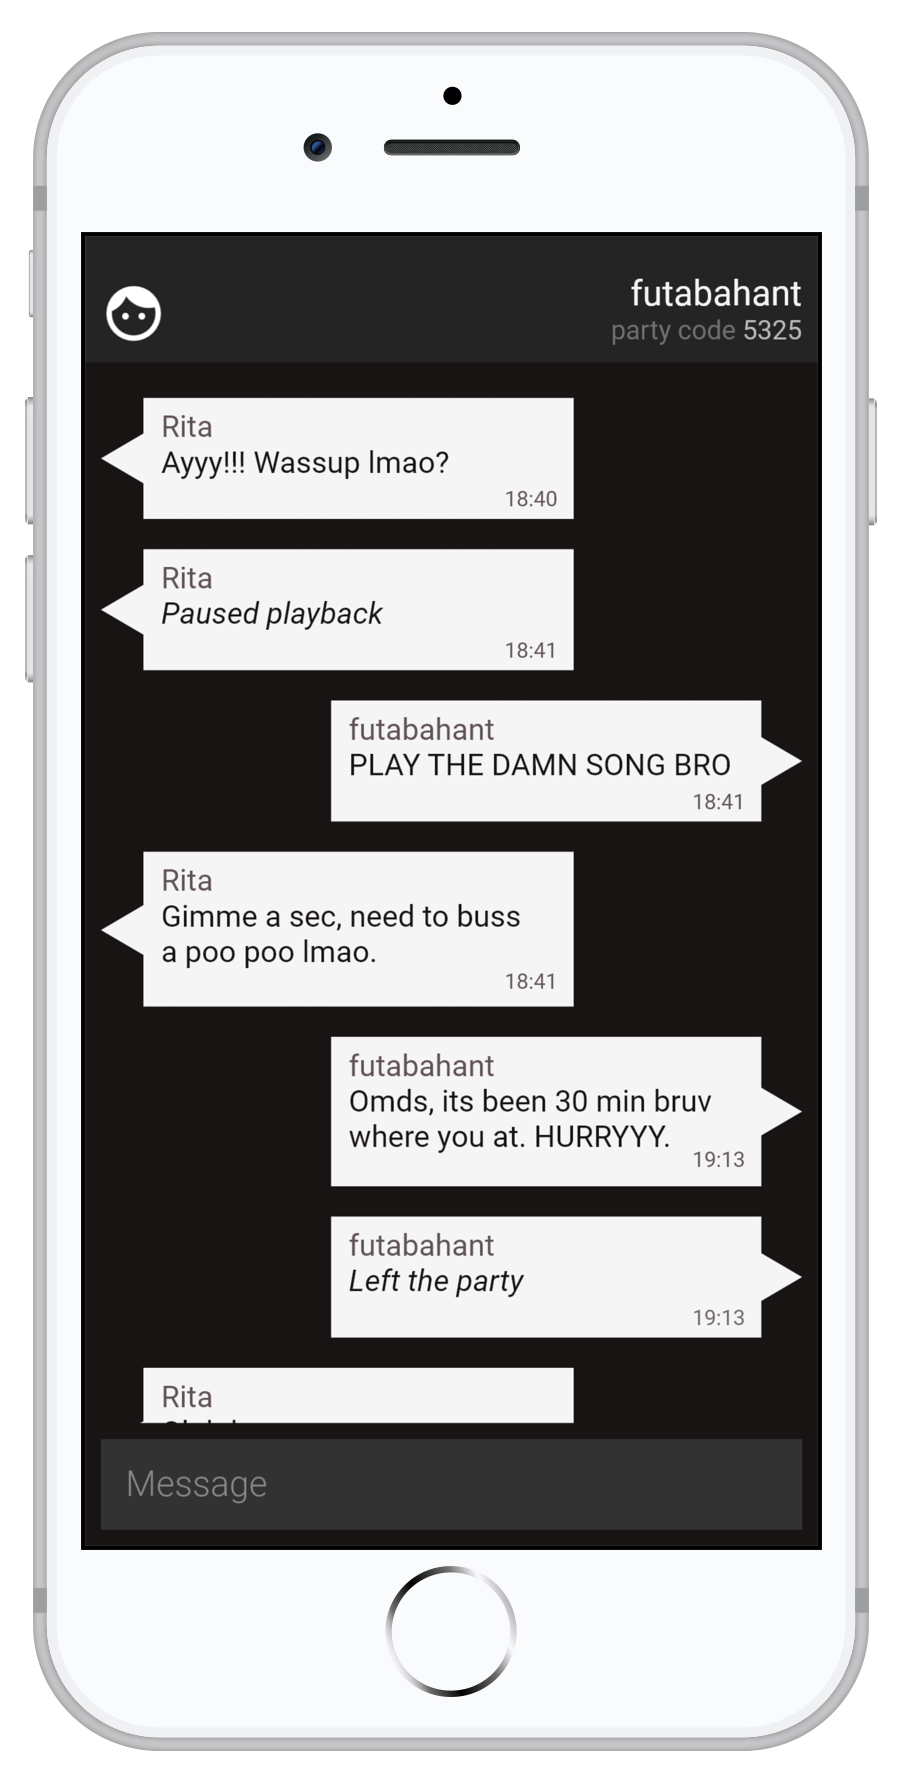 futabahant
party code 5325
Rita
Ayyy!!! Wassup lmao?
18:40
Rita
Paused playback
18:41
futabahant
PLAY THE DAMN SONG BRO
18:41
Rita
Gimme a sec, need to buss
a poo poo lmao.
18:41
futabahant
Omds, its been 30 min bruv
where you at. HURRYYY.
19:13
futabahant
Left the party
19:13
Rita
Message